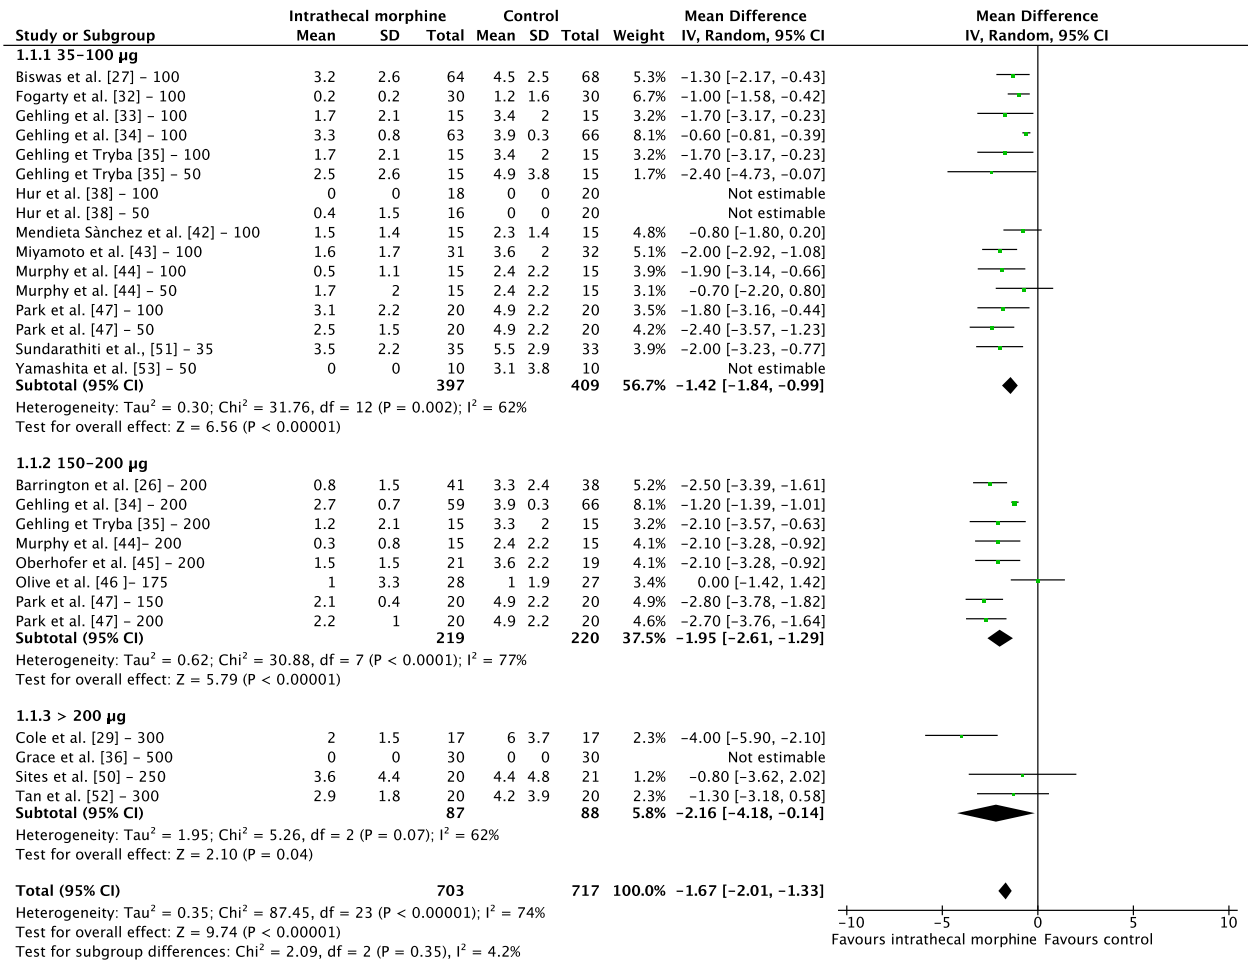 Intrathecal morphine Control Mean Difference Mean Difference
Study or Subgroup Mean SD Total Mean SD Total Weight IV, Random, 95% CI IV, Random, 95% CI
1.1.1 35–100 µg
Biswas et al. [27] – 100 3.2 2.6 64 4.5 2.5 68 5.3% −1.30 [−2.17, −0.43]
Fogarty et al. [32] – 100 0.2 0.2 30 1.2 1.6 30 6.7% −1.00 [−1.58, −0.42]
Gehling et al. [33] – 100 1.7 2.1 15 3.4 2 15 3.2% −1.70 [−3.17, −0.23]
Gehling et al. [34] – 100 3.3 0.8 63 3.9 0.3 66 8.1% −0.60 [−0.81, −0.39]
Gehling et Tryba [35] – 100 1.7 2.1 15 3.4 2 15 3.2% −1.70 [−3.17, −0.23]
Gehling et Tryba [35] – 50 2.5 2.6 15 4.9 3.8 15 1.7% −2.40 [−4.73, −0.07]
Hur et al. [38] – 100 0 0 18 0 0 20 Not estimable
Hur et al. [38] – 50 0.4 1.5 16 0 0 20 Not estimable
Mendieta Sànchez et al. [42] – 100 1.5 1.4 15 2.3 1.4 15 4.8% −0.80 [−1.80, 0.20]
Miyamoto et al. [43] – 100 1.6 1.7 31 3.6 2 32 5.1% −2.00 [−2.92, −1.08]
Murphy et al. [44] – 100 0.5 1.1 15 2.4 2.2 15 3.9% −1.90 [−3.14, −0.66]
Murphy et al. [44] – 50 1.7 2 15 2.4 2.2 15 3.1% −0.70 [−2.20, 0.80]
Park et al. [47] – 100 3.1 2.2 20 4.9 2.2 20 3.5% −1.80 [−3.16, −0.44]
Park et al. [47] – 50 2.5 1.5 20 4.9 2.2 20 4.2% −2.40 [−3.57, −1.23]
Sundarathiti et al., [51] – 35 3.5 2.2 35 5.5 2.9 33 3.9% −2.00 [−3.23, −0.77]
Yamashita et al. [53] – 50 0 0 10 3.1 3.8 10 Not estimable
Subtotal (95% CI) 397 409 56.7% −1.42 [−1.84, −0.99]
Heterogeneity: Tau² = 0.30; Chi² = 31.76, df = 12 (P = 0.002); I² = 62%
Test for overall effect: Z = 6.56 (P < 0.00001)
1.1.2 150–200 µg
Barrington et al. [26] – 200 0.8 1.5 41 3.3 2.4 38 5.2% −2.50 [−3.39, −1.61]
Gehling et al. [34] – 200 2.7 0.7 59 3.9 0.3 66 8.1% −1.20 [−1.39, −1.01]
Gehling et Tryba [35] – 200 1.2 2.1 15 3.3 2 15 3.2% −2.10 [−3.57, −0.63]
Murphy et al. [44]– 200 0.3 0.8 15 2.4 2.2 15 4.1% −2.10 [−3.28, −0.92]
Oberhofer et al. [45] – 200 1.5 1.5 21 3.6 2.2 19 4.1% −2.10 [−3.28, −0.92]
Olive et al. [46 ]– 175 1 3.3 28 1 1.9 27 3.4% 0.00 [−1.42, 1.42]
Park et al. [47] – 150 2.1 0.4 20 4.9 2.2 20 4.9% −2.80 [−3.78, −1.82]
Park et al. [47] – 200 2.2 1 20 4.9 2.2 20 4.6% −2.70 [−3.76, −1.64]
Subtotal (95% CI) 219 220 37.5% −1.95 [−2.61, −1.29]
Heterogeneity: Tau² = 0.62; Chi² = 30.88, df = 7 (P < 0.0001); I² = 77%
Test for overall effect: Z = 5.79 (P < 0.00001)
1.1.3 > 200 µg
Cole et al. [29] – 300 2 1.5 17 6 3.7 17 2.3% −4.00 [−5.90, −2.10]
Grace et al. [36] – 500 0 0 30 0 0 30 Not estimable
Sites et al. [50] – 250 3.6 4.4 20 4.4 4.8 21 1.2% −0.80 [−3.62, 2.02]
Tan et al. [52] – 300 2.9 1.8 20 4.2 3.9 20 2.3% −1.30 [−3.18, 0.58]
Subtotal (95% CI) 87 88 5.8% −2.16 [−4.18, −0.14]
Heterogeneity: Tau² = 1.95; Chi² = 5.26, df = 2 (P = 0.07); I² = 62%
Test for overall effect: Z = 2.10 (P = 0.04)
Total (95% CI) 703 717 100.0% −1.67 [−2.01, −1.33]
Heterogeneity: Tau² = 0.35; Chi² = 87.45, df = 23 (P < 0.00001); I² = 74%
Test for overall effect: Z = 9.74 (P < 0.00001)
Test for subgroup differences: Chi² = 2.09, df = 2 (P = 0.35), I² = 4.2%
−10 −5 0 5 10
Favours intrathecal morphine Favours control